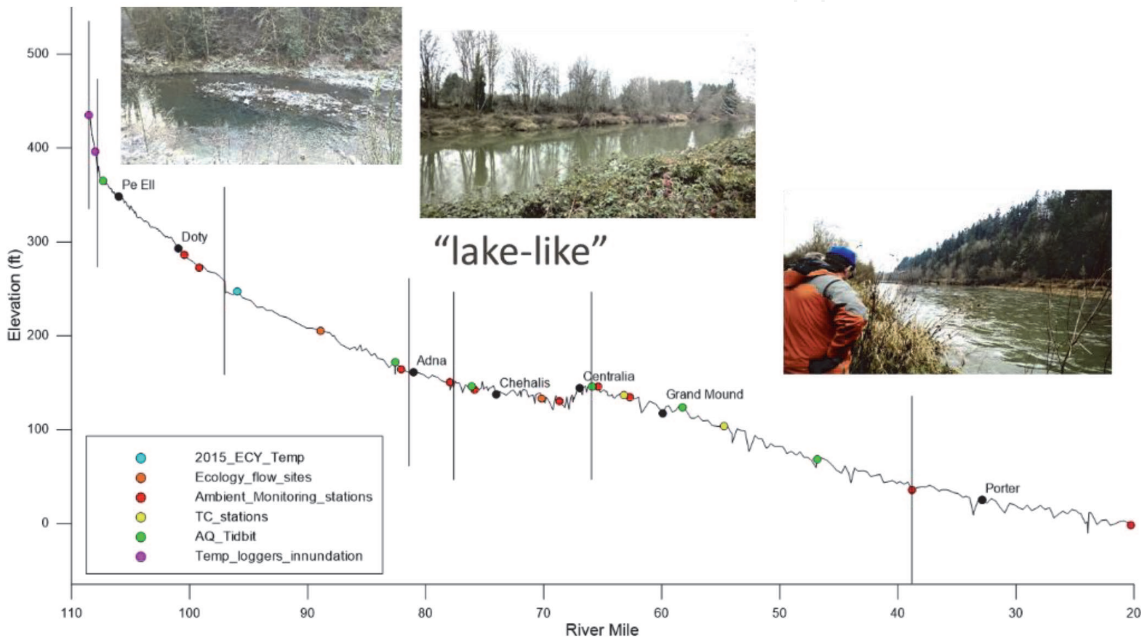 500
400
300
200
100
0
Elevation (ft)
Pe Ell
Doty
"lake-like"
Adna
Chehalis
Centralia
Grand Mound
Porter
2015_ECY_Temp
Ecology_flow_sites
Ambient_Monitoring_stations
TC_stations
AQ_Tidbit
Temp_loggers_innundation
110 100 90 80 70 60 50 40 30 20
River Mile